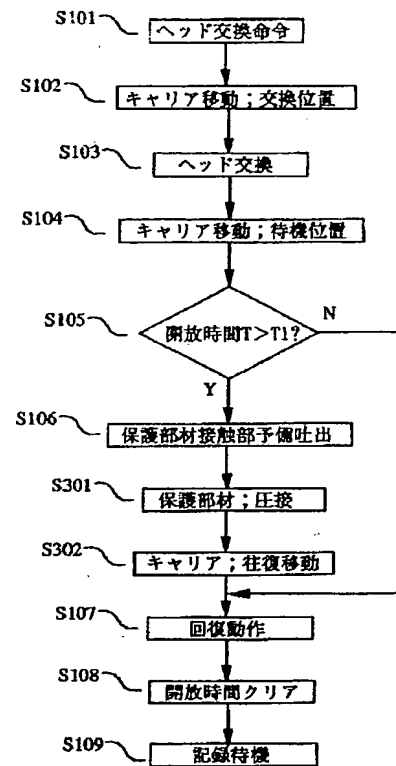 S101
ヘッド交換命令
S102
キャリア移動;交換位置
S103
ヘッド交換
S104
キャリア移動;待機位置
S105
開放時間T>T1?
N
Y
S106
保護部材接触部予備吐出
S301
保護部材;圧接
S302
キャリア;往復移動
S107
回復動作
S108
開放時間クリア
S109
記録待機